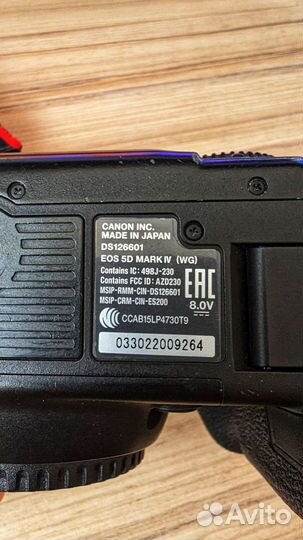 CANON INC.
MADE IN JAPAN
DS126601
EOS 5D MARK IV (WG)
Contains IC : 498J-230
Contains FCC ID : AZD230
MSIP-RMM-CIN-DS126601
MSIP-CRM-CIN-ES200
EAC
8.0V
CCAB15LP4730T9
033022009264
Avito